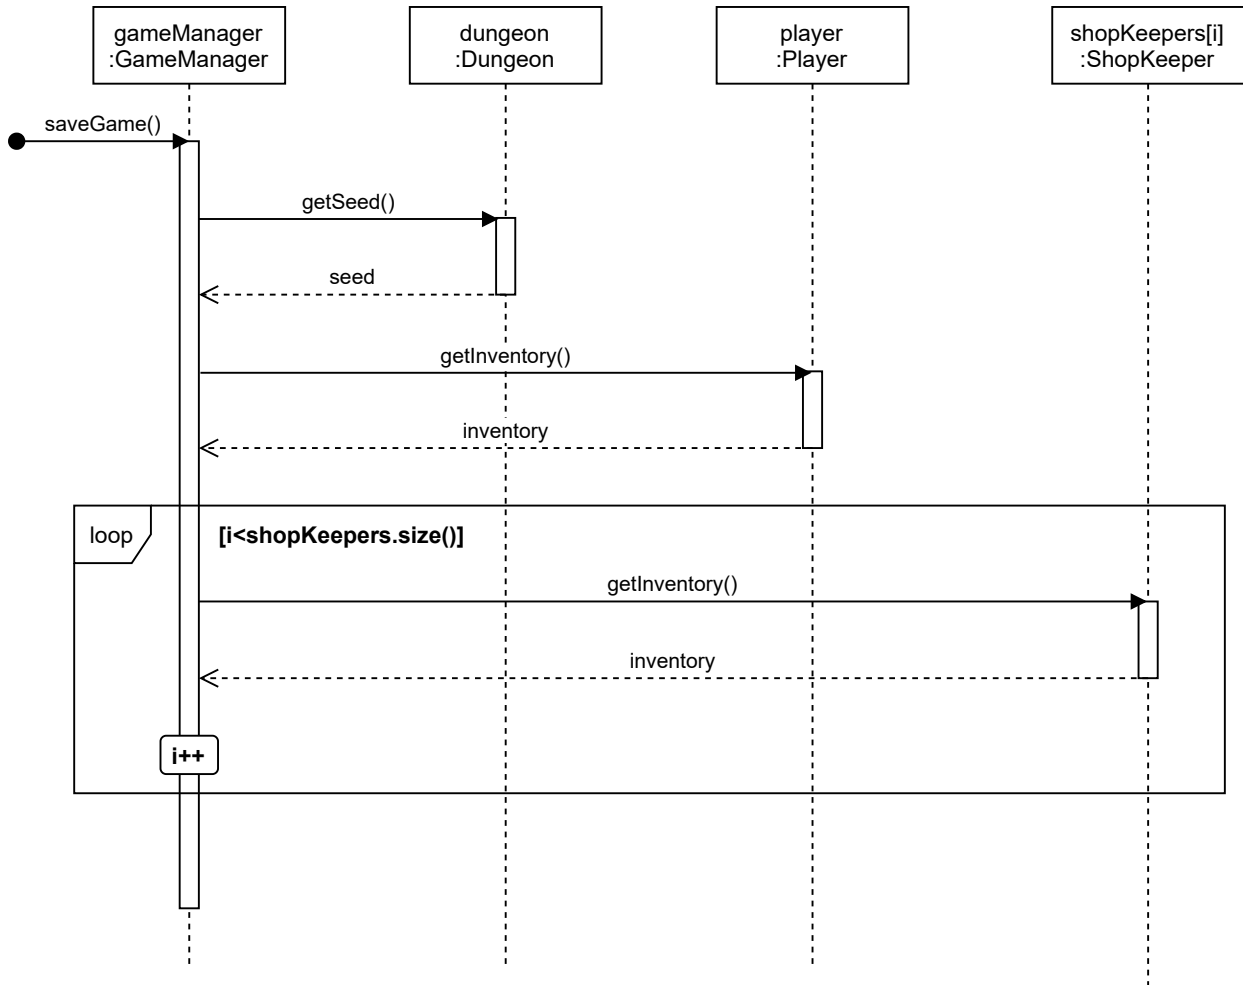 gameManager
:GameManager
dungeon
:Dungeon
player
:Player
shopKeepers[i]
:ShopKeeper
saveGame()
getSeed()
seed
getInventory()
inventory
loop
[i<shopKeepers.size()]
getInventory()
inventory
i++